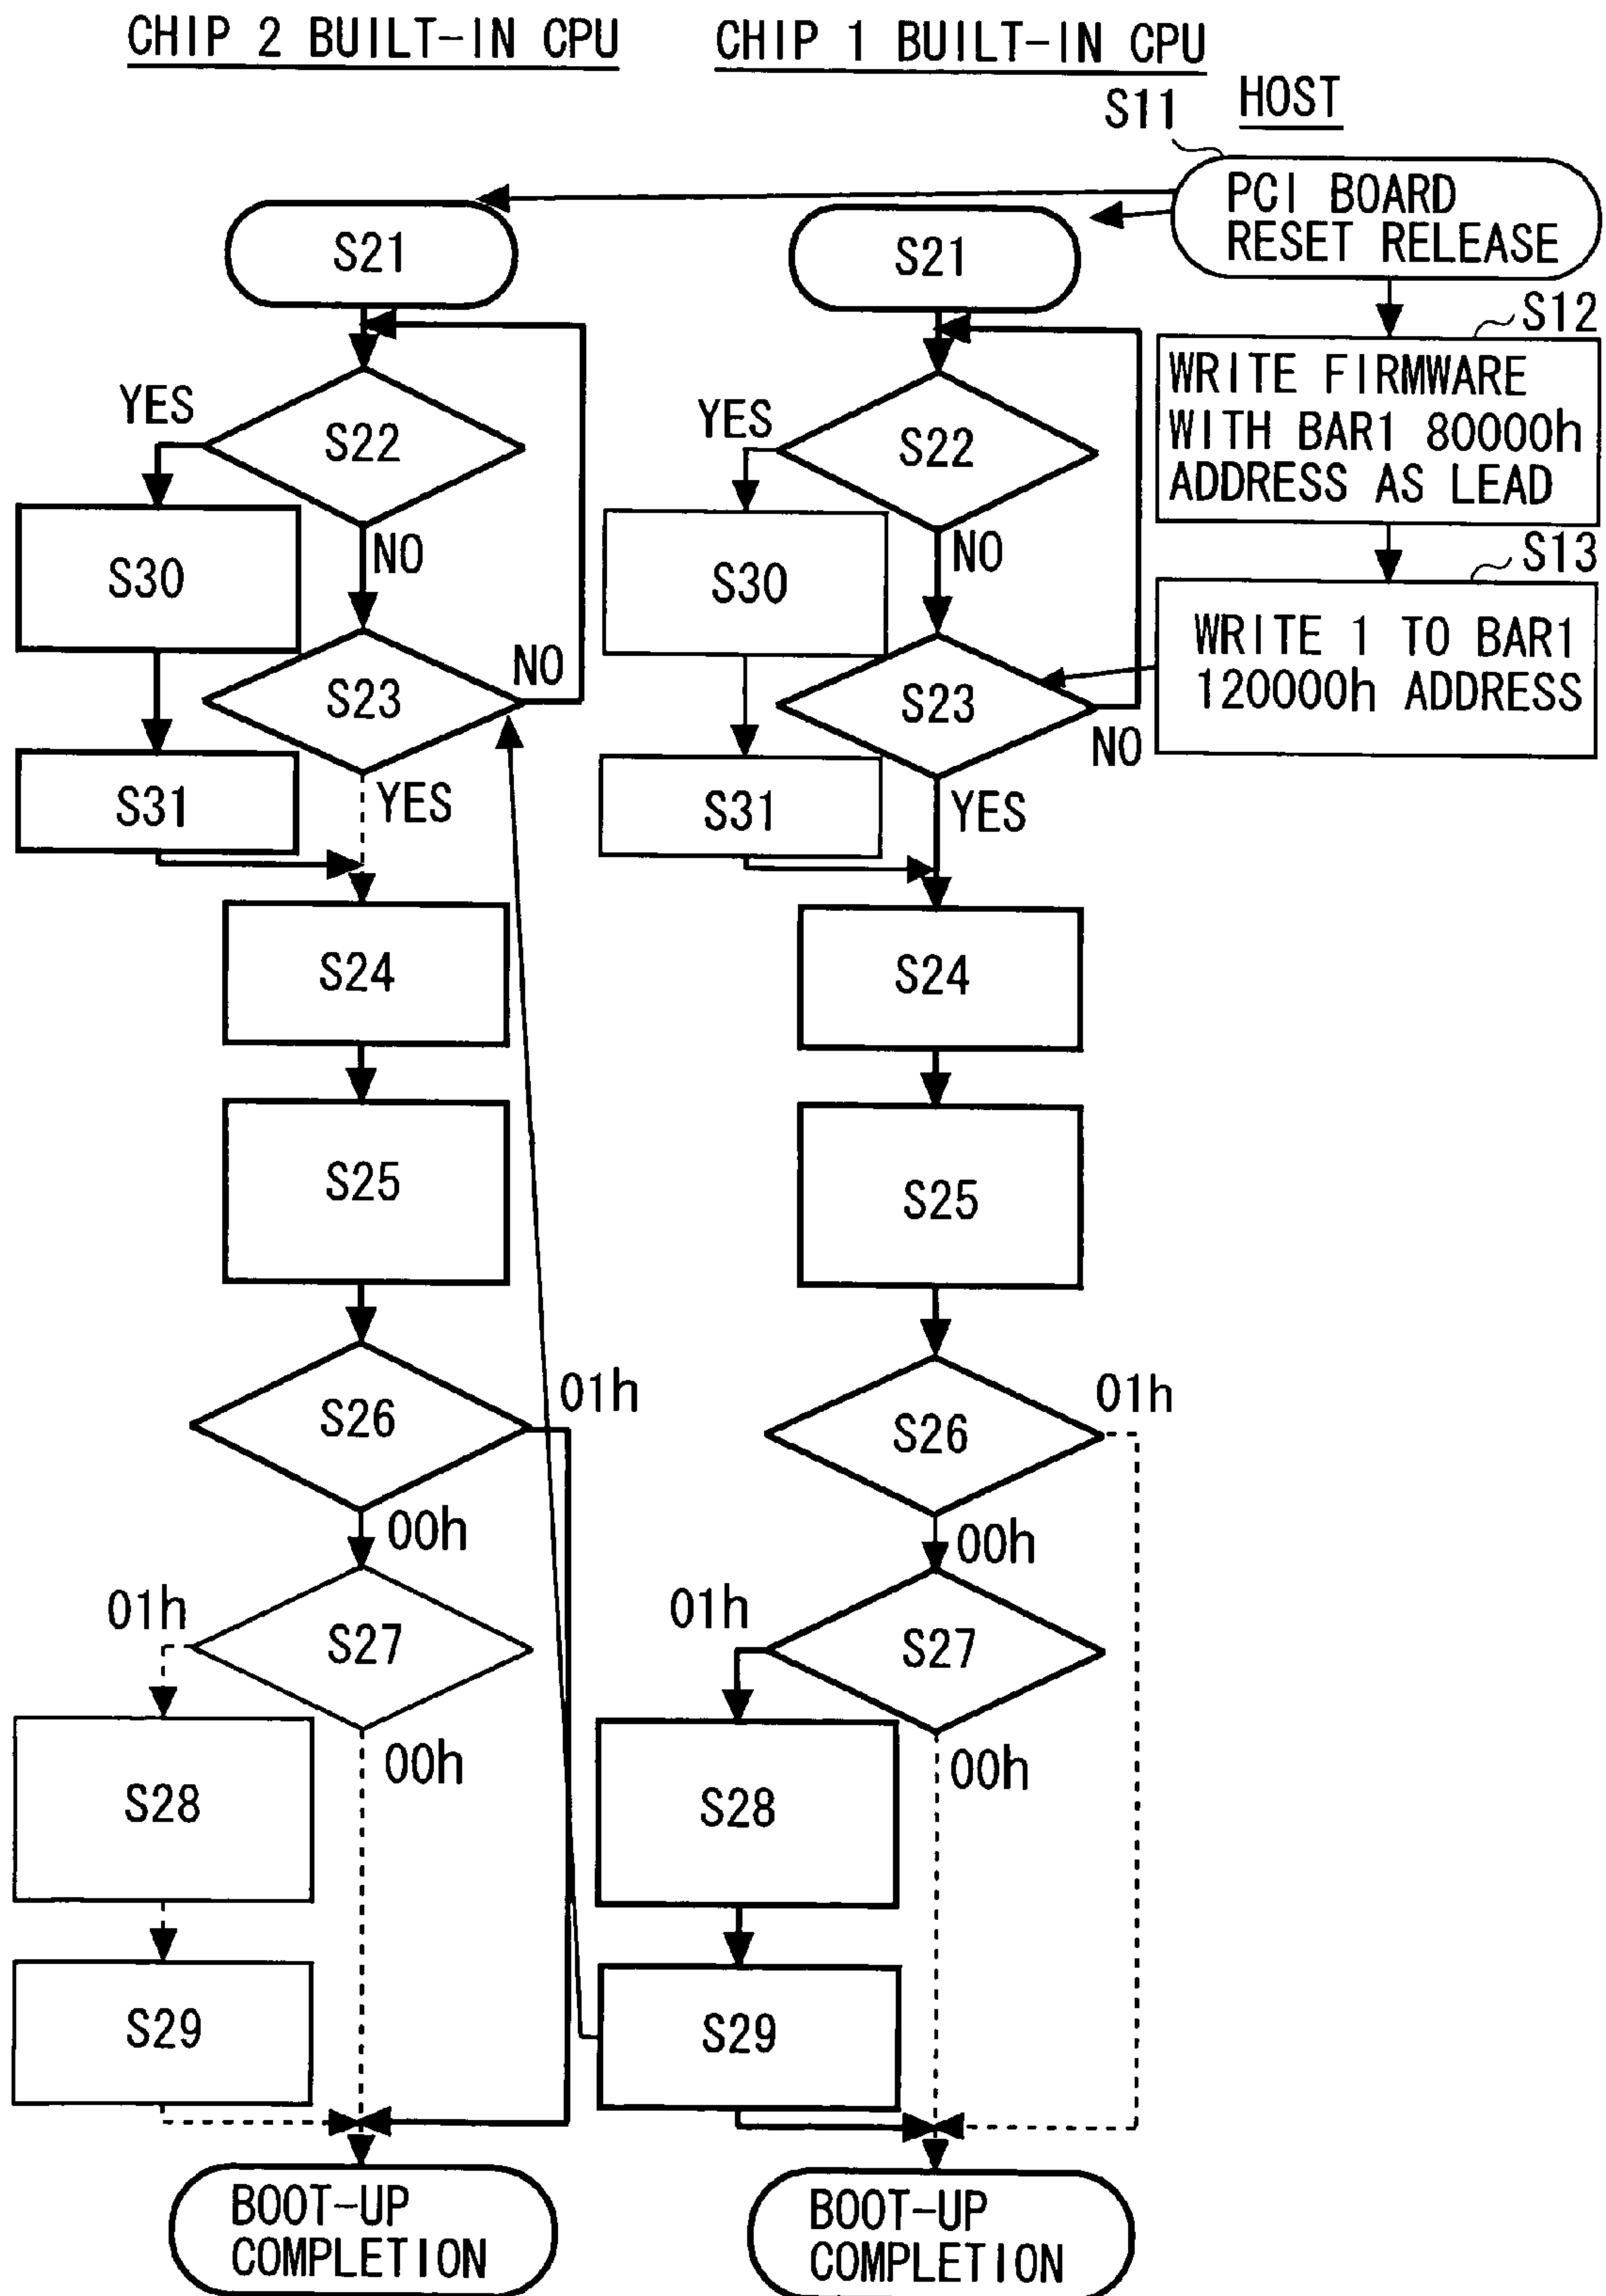 CHIP 2 BUILT-IN CPU
CHIP 1 BUILT-IN CPU
HOST
S11
PCI BOARD
RESET RELEASE
S12
WRITE FIRMWARE
WITH BAR1 80000h
ADDRESS AS LEAD
S13
WRITE 1 TO BAR1
120000h ADDRESS
S21
S22
YES
NO
S30
S23
NO
S31
YES
S24
S25
S26
01h
00h
S27
01h
00h
S28
S29
BOOT-UP
COMPLETION
S21
S22
YES
NO
S30
S23
NO
S31
YES
S24
S25
S26
01h
00h
S27
01h
00h
S28
S29
BOOT-UP
COMPLETION